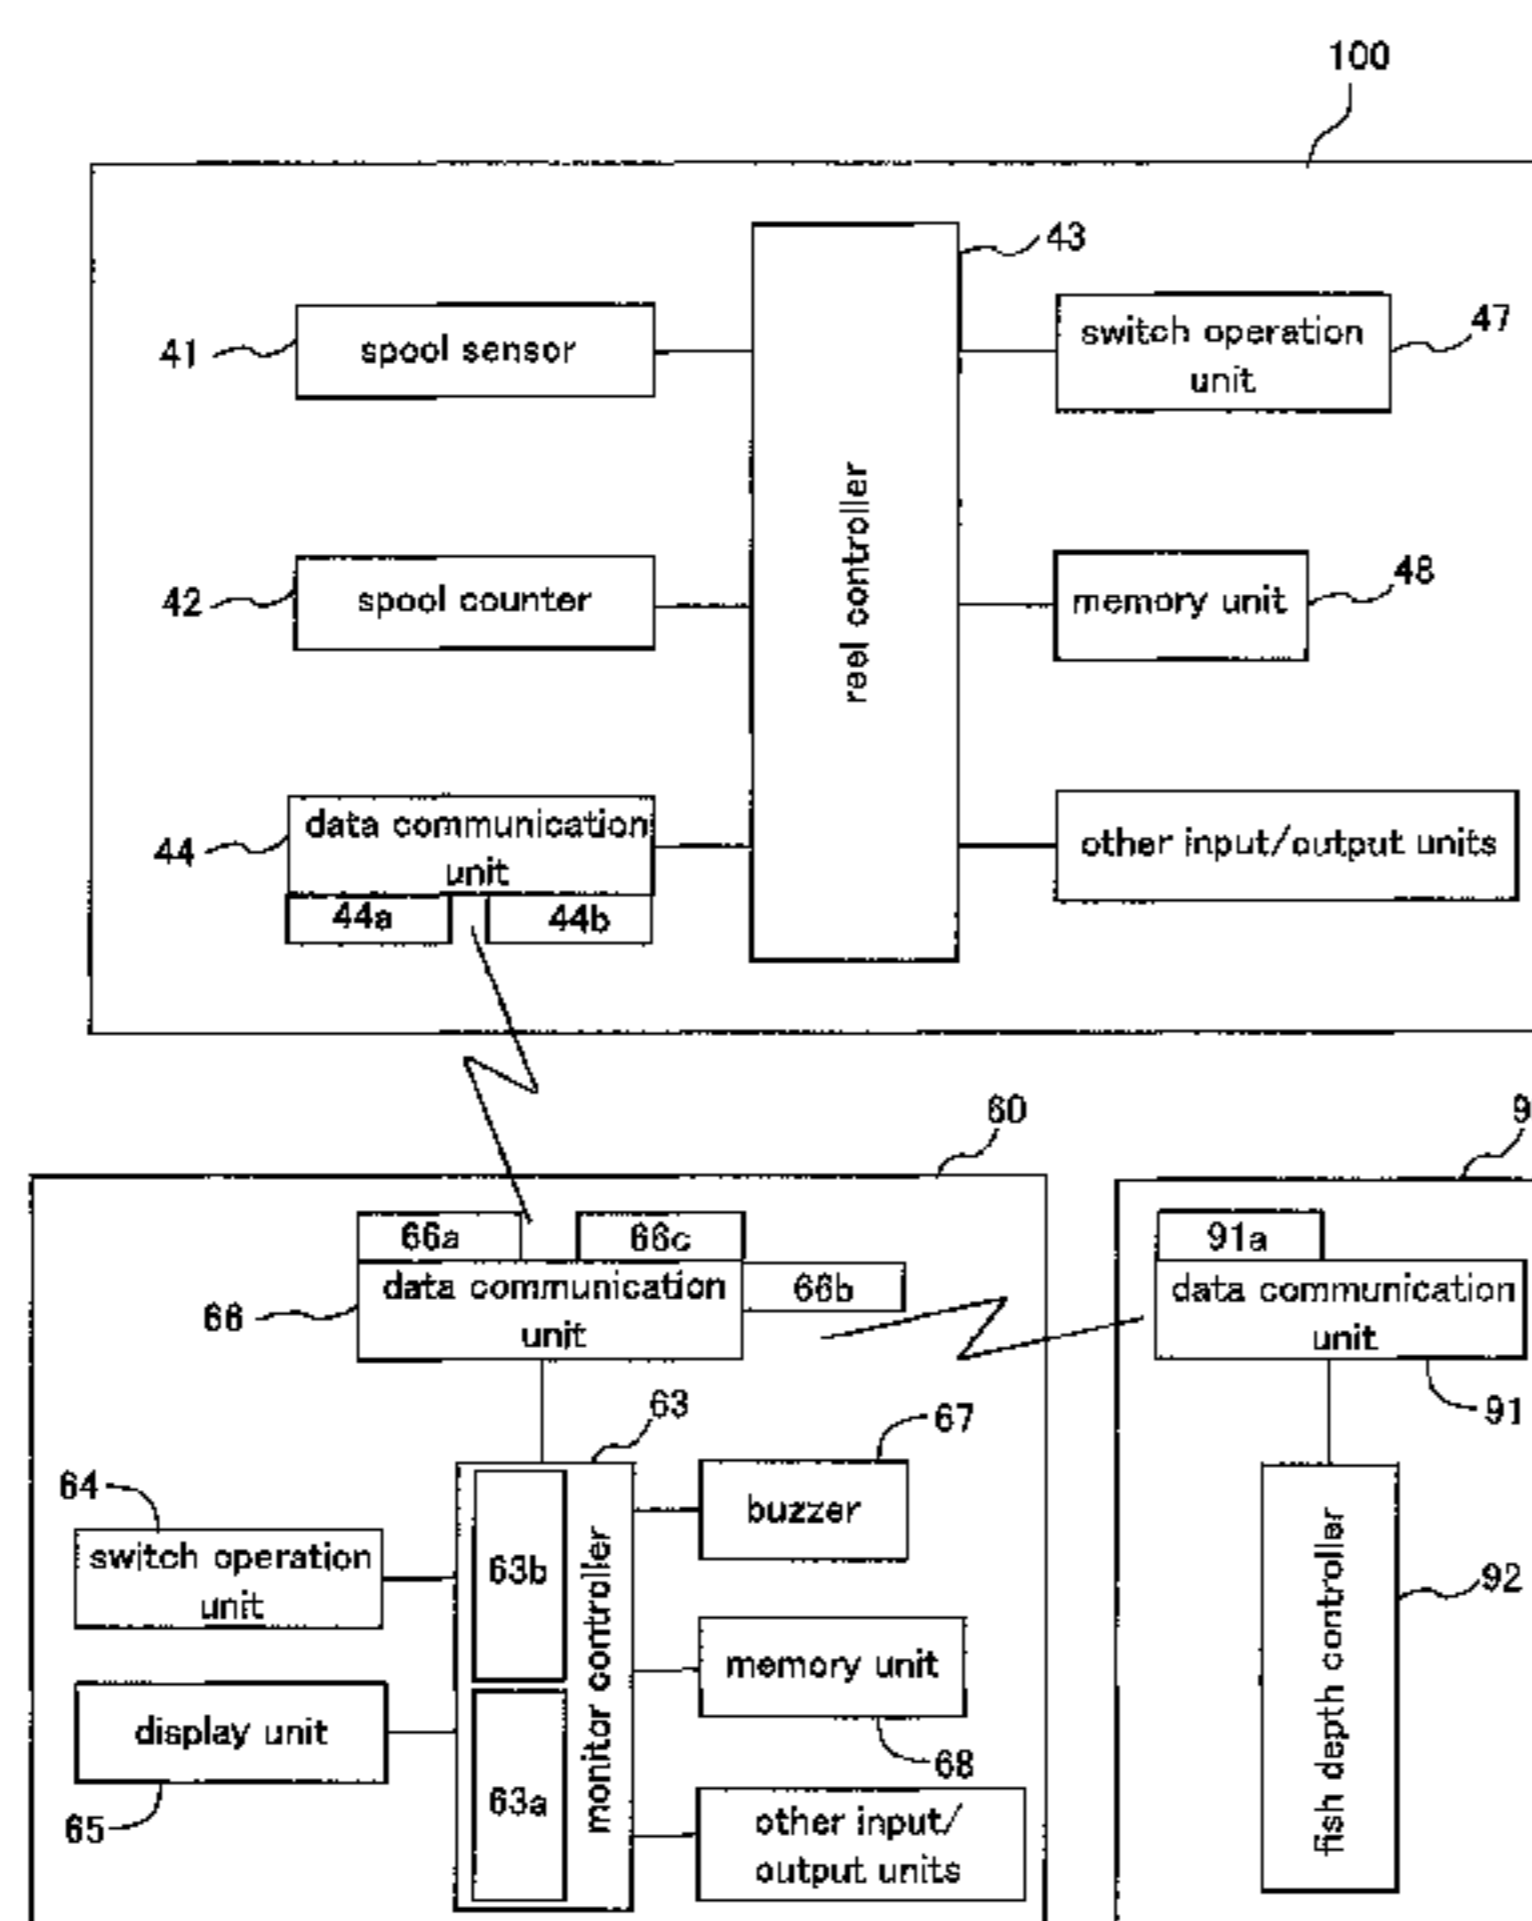 100
43
41
spool sensor
switch operation
unit
47
42
spool counter
reel controller
memory unit
48
44
data communication
unit
44a
44b
other input/output units
60
9
66a
66c
66
data communication
unit
66b
91a
data communication
unit
91
63
67
64
switch operation
unit
63b
monitor controller
buzzer
fish depth controller
92
display unit
65
63a
memory unit
68
other input/
output units